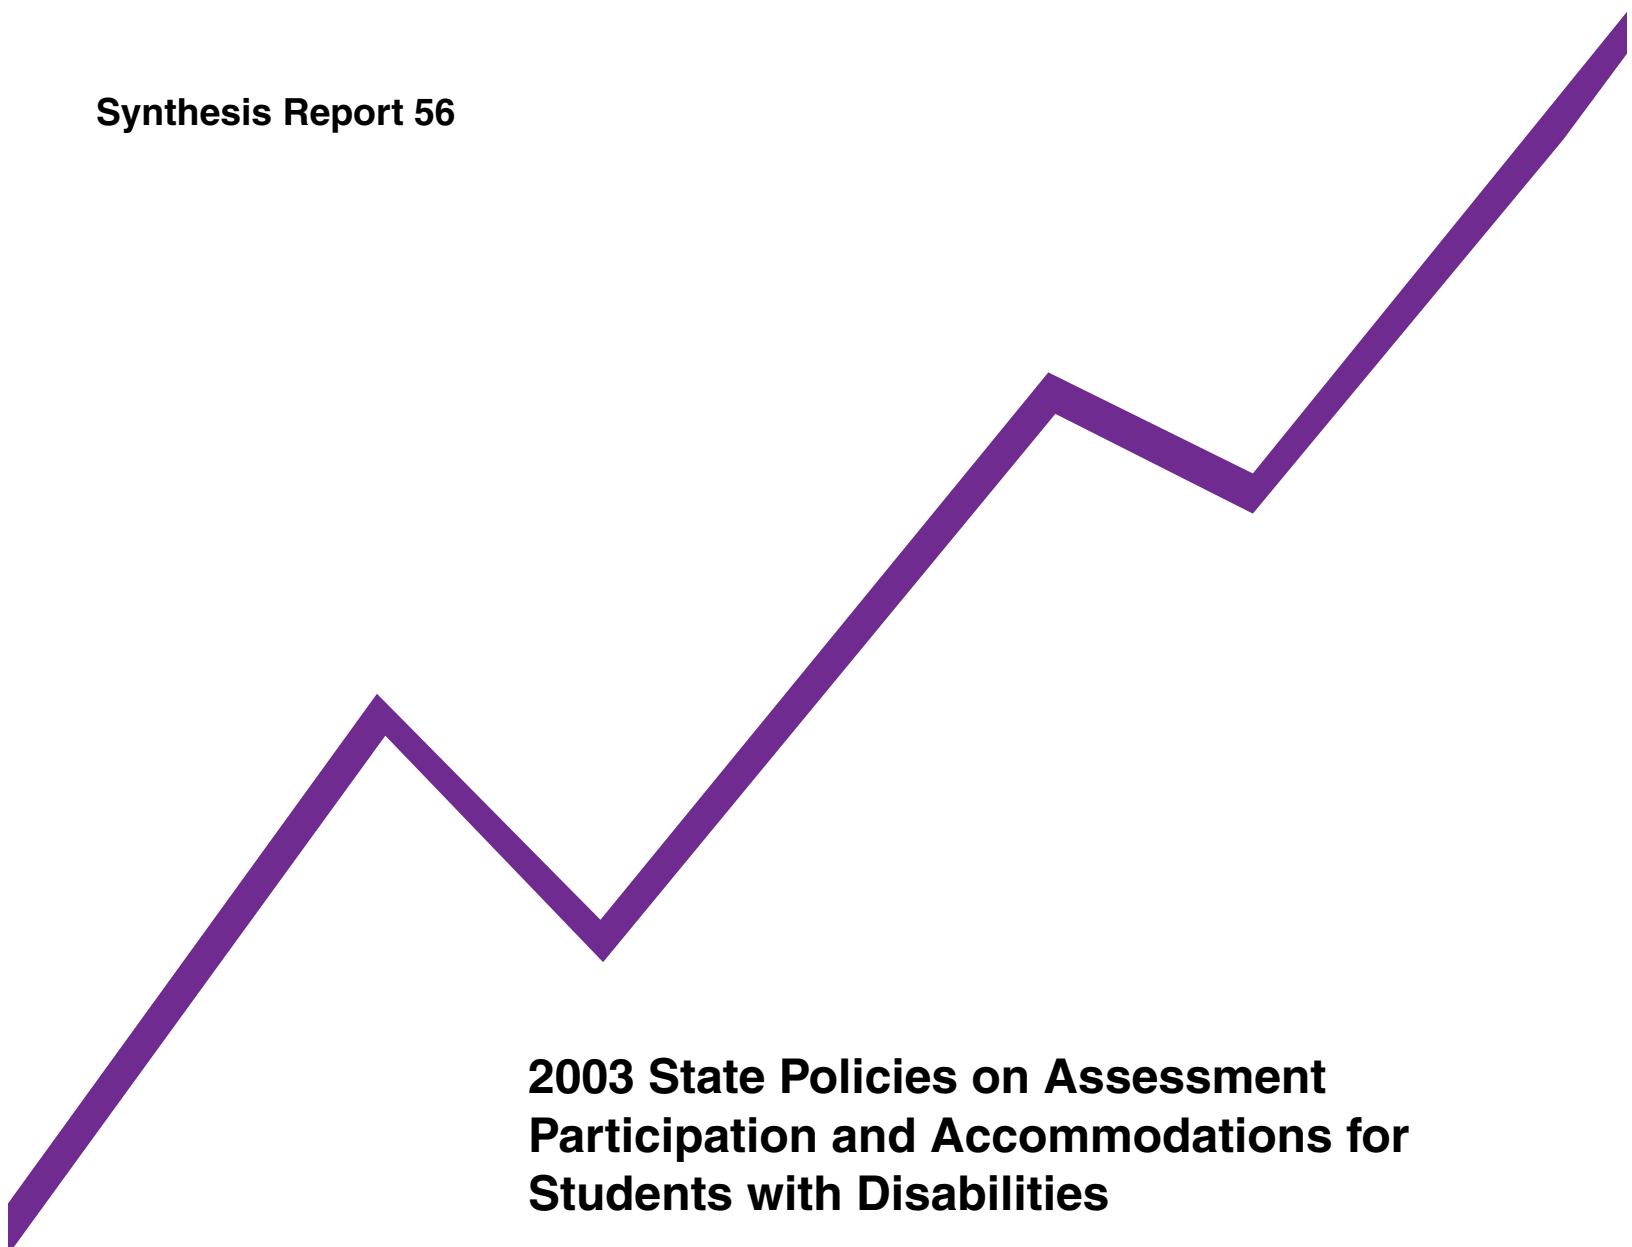 Synthesis Report 56
2003 State Policies on Assessment
Participation and Accommodations for
Students with Disabilities